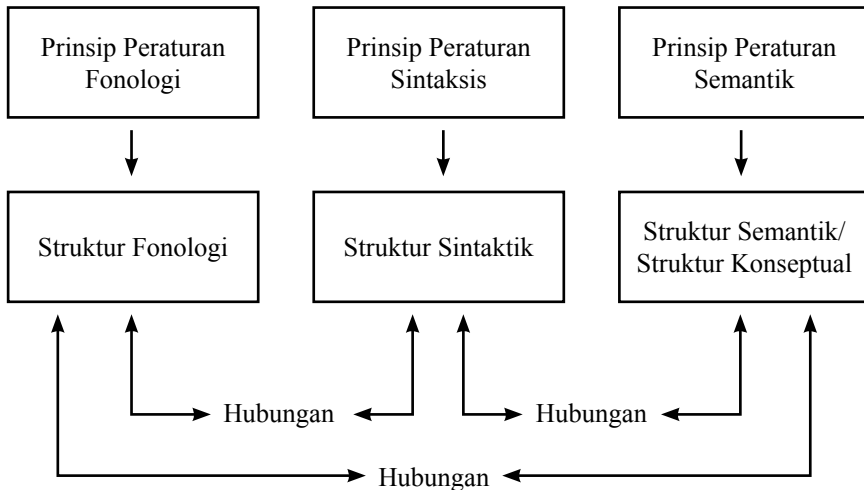 Prinsip Peraturan
Fonologi
Prinsip Peraturan
Sintaksis
Prinsip Peraturan
Semantik
Struktur Fonologi
Struktur Sintaktik
Struktur Semantik/
Struktur Konseptual
Hubungan
Hubungan
Hubungan